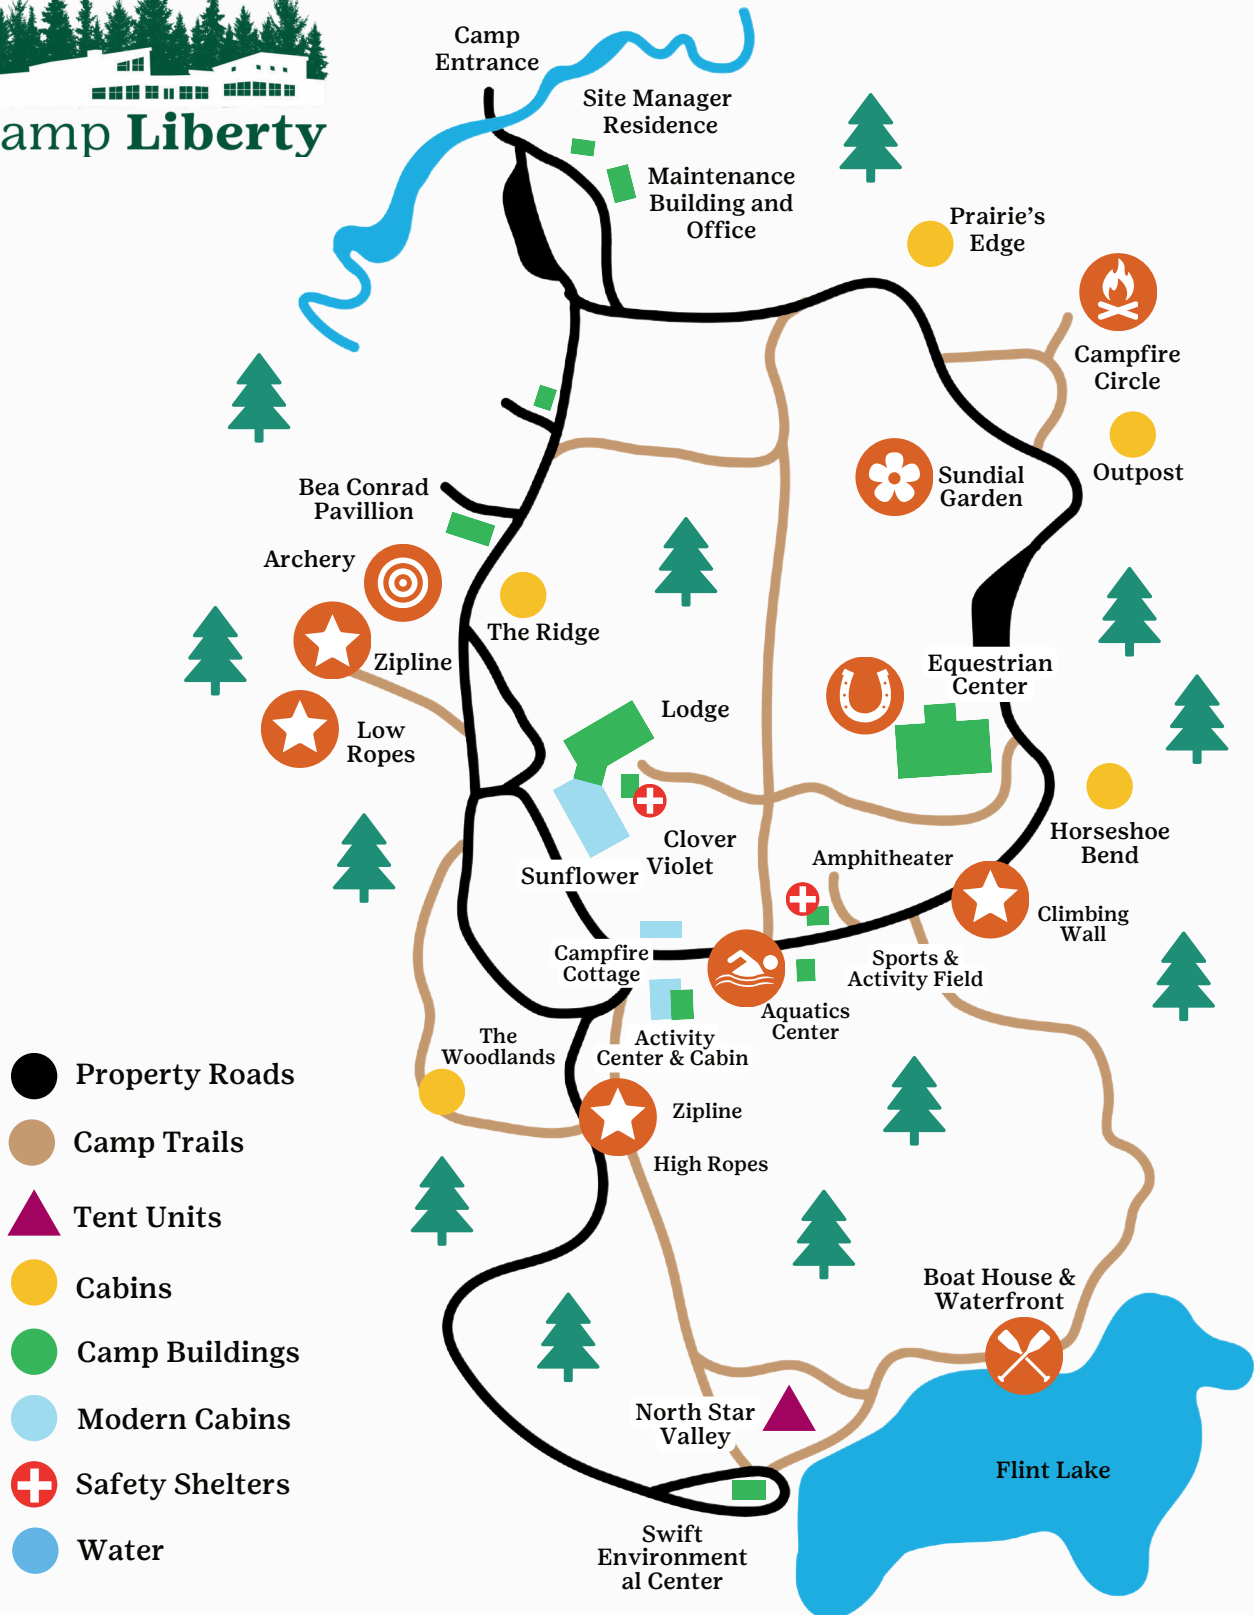 amp Liberty
Camp
Entrance
Site Manager
Residence
Maintenance
Building and
Office
Prairie's
Edge
Campfire
Circle
Outpost
Sundial
Garden
Bea Conrad
Pavillion
Archery
The Ridge
Zipline
Low
Ropes
Lodge
Equestrian
Center
Clover
Violet
Sunflower
Horseshoe
Bend
Amphitheater
Climbing
Wall
Campfire
Cottage
Sports &
Activity Field
Aquatics
Center
Activity
Center & Cabin
The
Woodlands
Zipline
High Ropes
Property Roads
Camp Trails
Tent Units
Cabins
Camp Buildings
Modern Cabins
Safety Shelters
Water
Boat House &
Waterfront
North Star
Valley
Flint Lake
Swift
Environment
al Center